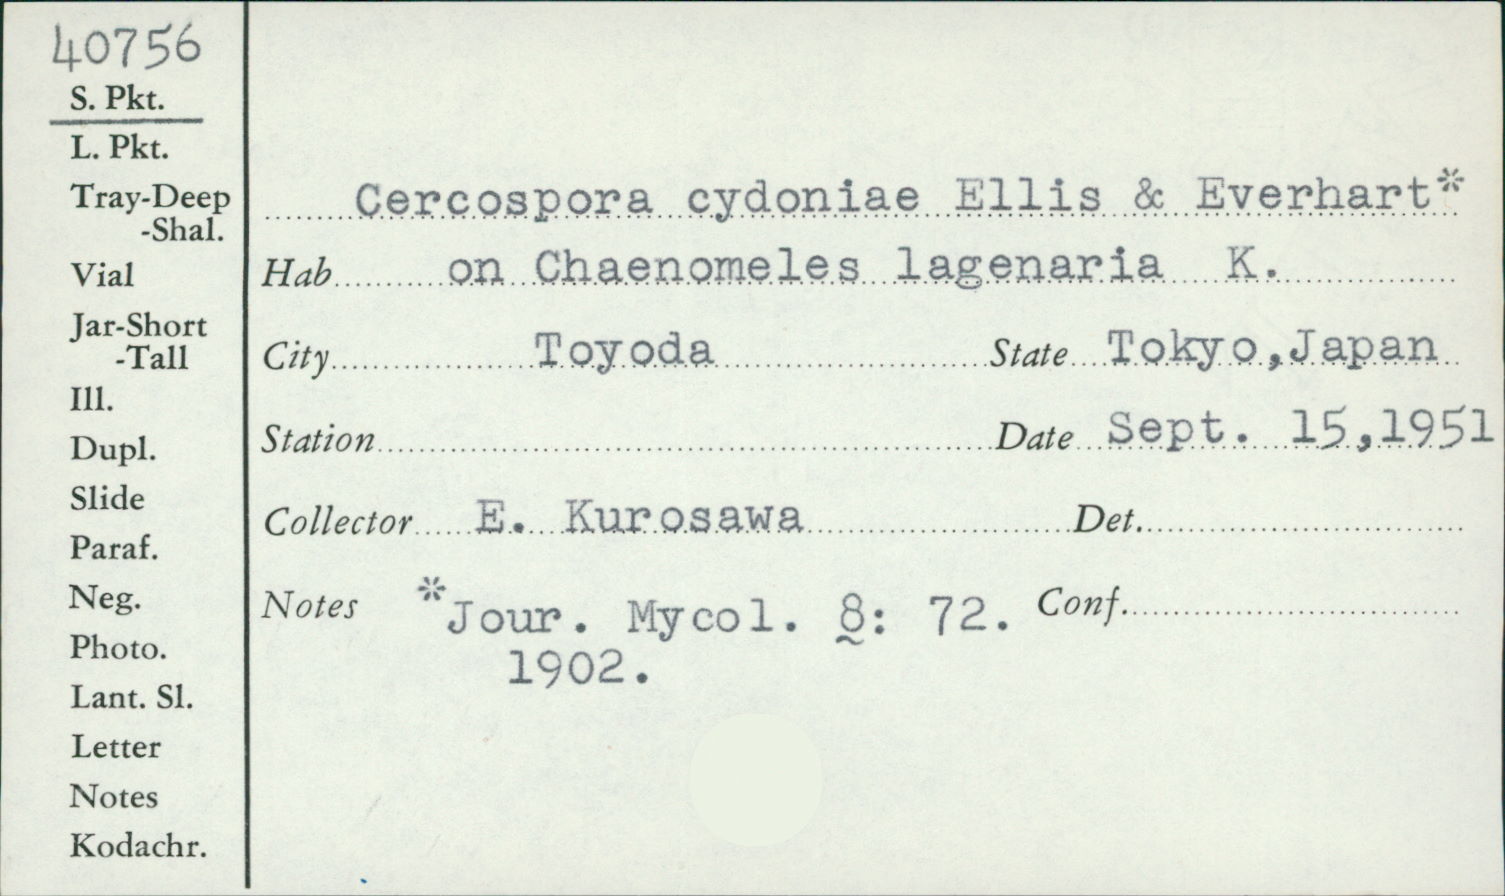 40756
S. Pkt.
L. Pkt.
Tray-Deep
-Shal.
Vial
Jar-Short
-Tall
Ill.
Dupl.
Slide
Paraf.
Neg.
Photo.
Lant. Sl.
Letter
Notes
Kodachr.
Cercospora cydoniae Ellis & Everhart*
Hab on Chaenomeles lagenaria K.
City Toyoda State Tokyo,Japan
Station Date Sept. 15,1951
Collector E. Kurosawa Det.
Notes *Jour. Mycol. 8: 72. Conf.
1902.